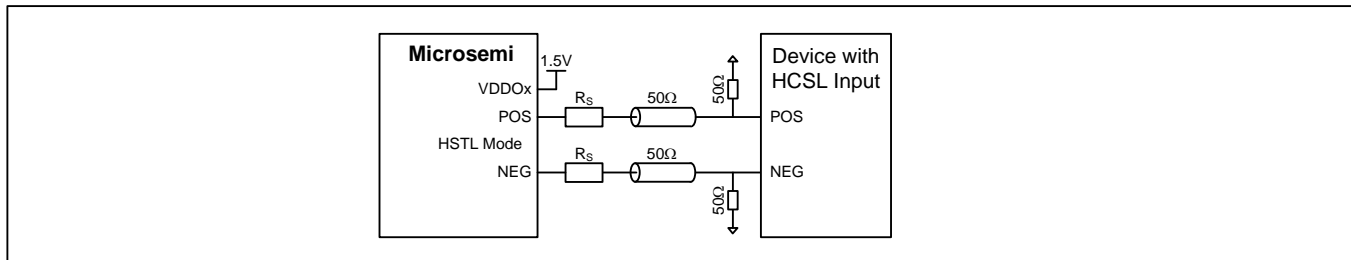 Microsemi
1.5V
VDDOx
POS
HSTL Mode
NEG
RS
50Ω
RS
50Ω
50Ω
50Ω
Device with
HCSL Input
POS
NEG